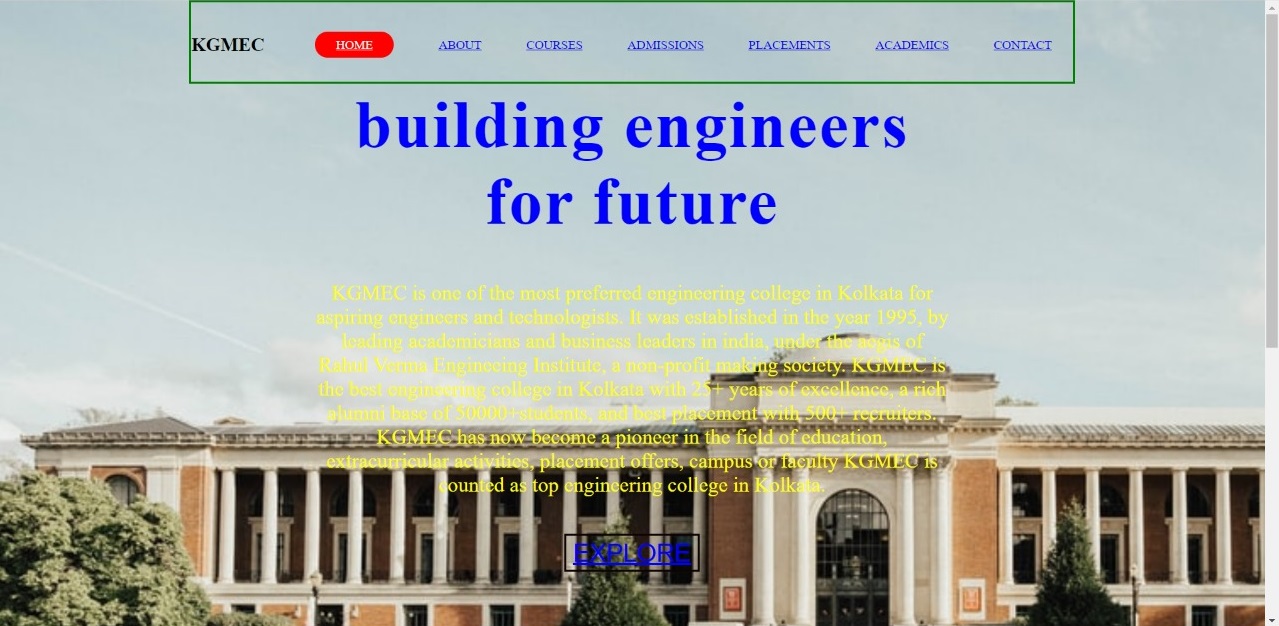 KGMEC HOME ABOUT COURSES ADMISSIONS PLACEMENTS ACADEMICS CONTACT
building engineers
for future
KGMEC is one of the most preferred engineering college in Kolkata for
aspiring engineers and technologists. It was established in the year 1995, by
leading academicians and business leaders in india, under the aegis of
Rahul Verma Engineeing Institute, a non-profit making society. KGMEC is
the best engineering college in Kolkata with 25+ years of excellence, a rich
alumni base of 50000+students, and best placement with 500+ recruiters.
KGMEC has now become a pioneer in the field of education,
extracurricular activities, placement offers, campus or faculty KGMEC is
counted as top engineering college in Kolkata.
EXPLORE